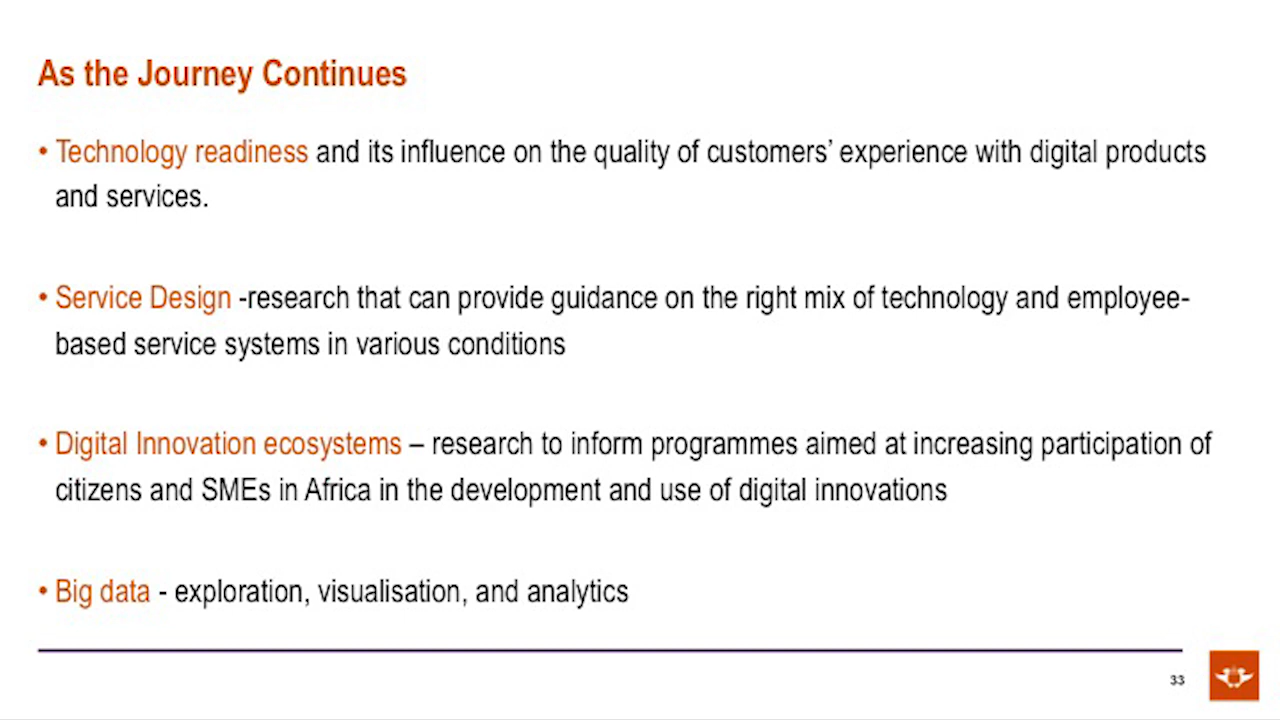 As the Journey Continues
• Technology readiness and its influence on the quality of customers’ experience with digital products
and services.
• Service Design -research that can provide guidance on the right mix of technology and employee-
based service systems in various conditions
• Digital Innovation ecosystems – research to inform programmes aimed at increasing participation of
citizens and SMEs in Africa in the development and use of digital innovations
• Big data - exploration, visualisation, and analytics
33